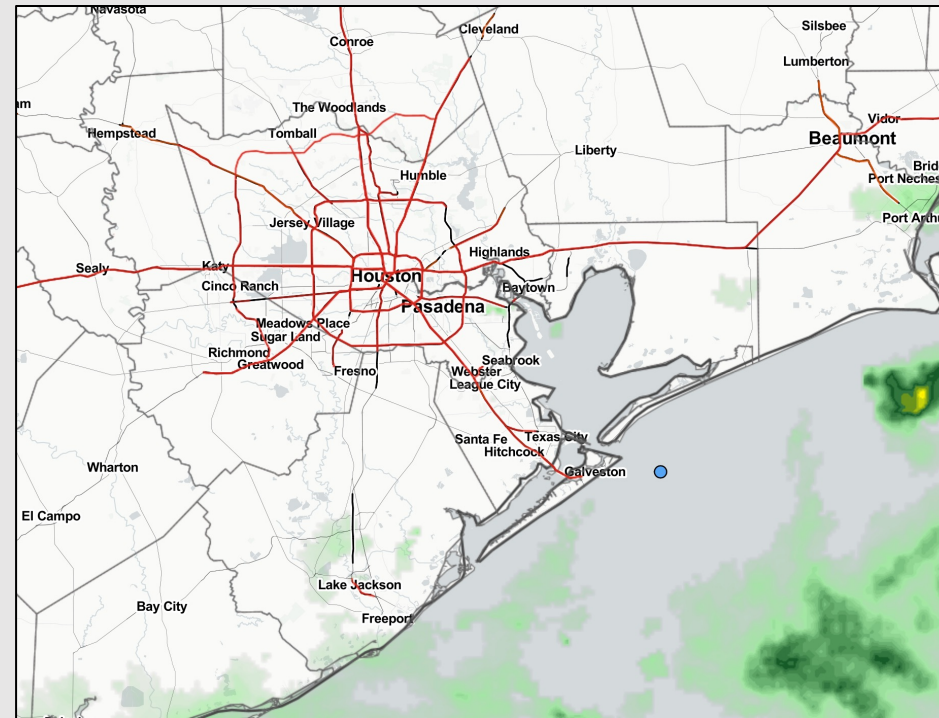 Navasota
Cleveland
Silsbee
Conroe
Lumberton
The Woodlands
Hempstead
Tomball
Vidor
Beaumont
Liberty
Humble
Port Neches
Jersey Village
Highlands
Sealy
Katy
Houston
Cinco Ranch
Baytown
Pasadena
Meadows Place
Sugar Land
Richmond
Greatwood
Fresno
Seabrook
Webster
League City
Santa Fe
Texas City
Hitchcock
Galveston
Wharton
El Campo
Lake Jackson
Bay City
Freeport